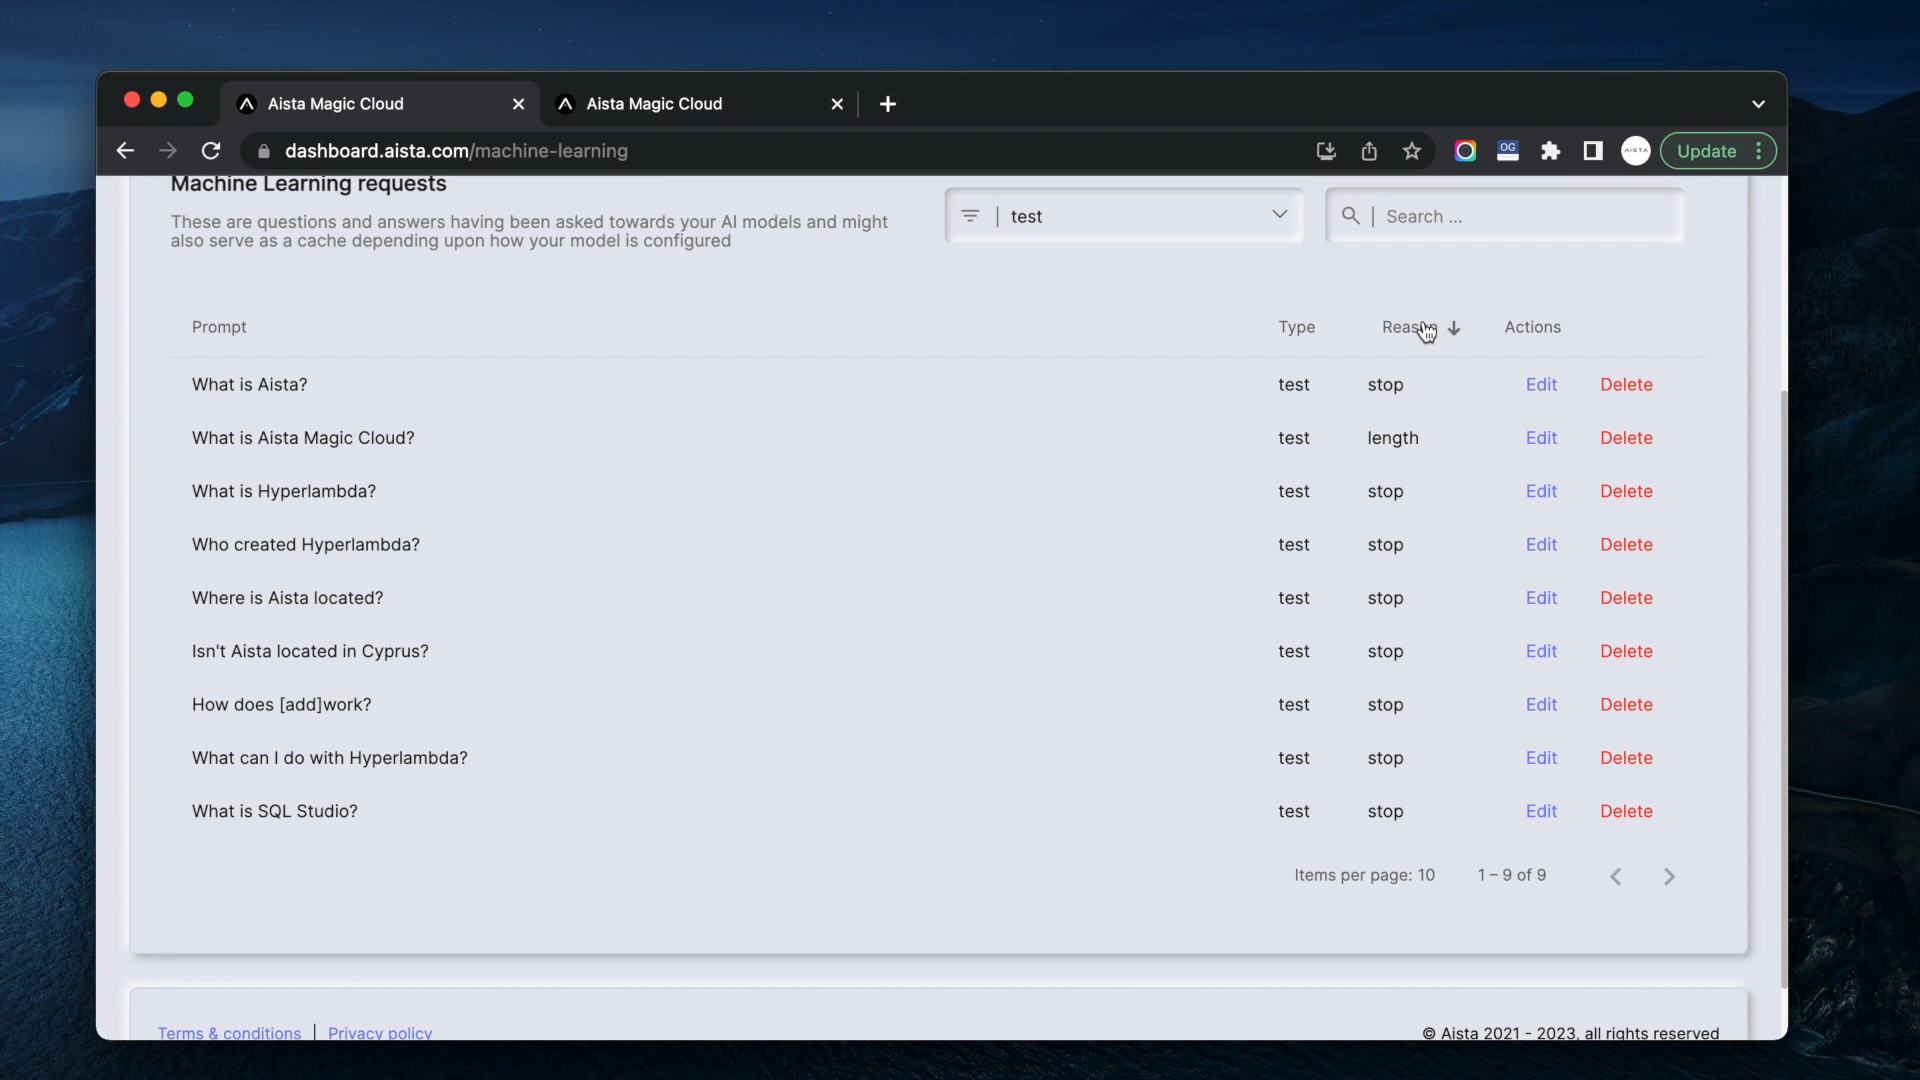 Aista Magic Cloud
Aista Magic Cloud
dashboard.aista.com/machine-learning
OG
AISTA
Update
Machine Learning requests
These are questions and answers having been asked towards your AI models and might
also serve as a cache depending upon how your model is configured
test
Search ...
Prompt Type Reason Actions
What is Aista? test stop Edit Delete
What is Aista Magic Cloud? test length Edit Delete
What is Hyperlambda? test stop Edit Delete
Who created Hyperlambda? test stop Edit Delete
Where is Aista located? test stop Edit Delete
Isn't Aista located in Cyprus? test stop Edit Delete
How does [add]work? test stop Edit Delete
What can I do with Hyperlambda? test stop Edit Delete
What is SQL Studio? test stop Edit Delete
Items per page: 10 1 – 9 of 9
Terms & conditions | Privacy policy
© Aista 2021 - 2023, all rights reserved